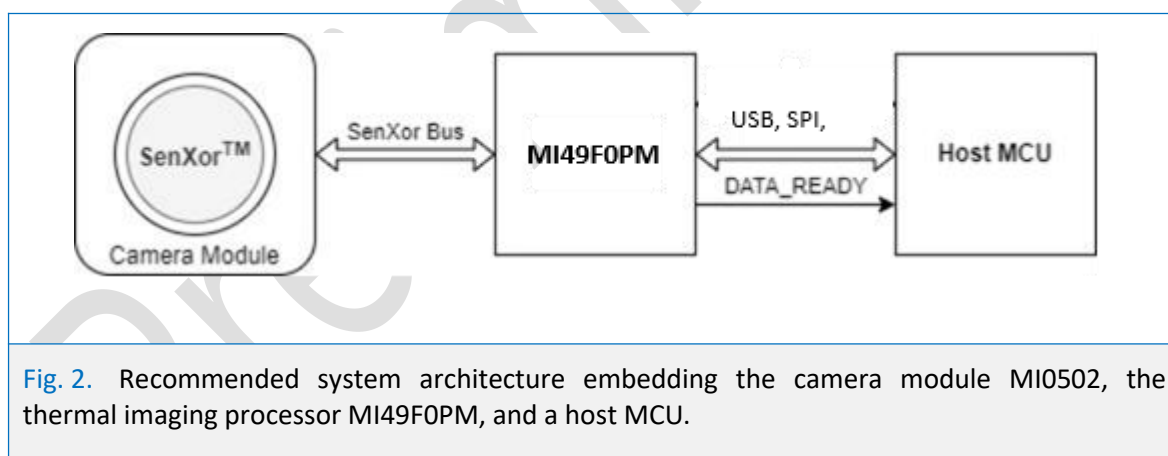 SenXor™
Camera Module
SenXor Bus
MI49F0PM
USB, SPI,
DATA_READY
Host MCU
Fig. 2. Recommended system architecture embedding the camera module MI0502, the
thermal imaging processor MI49F0PM, and a host MCU.